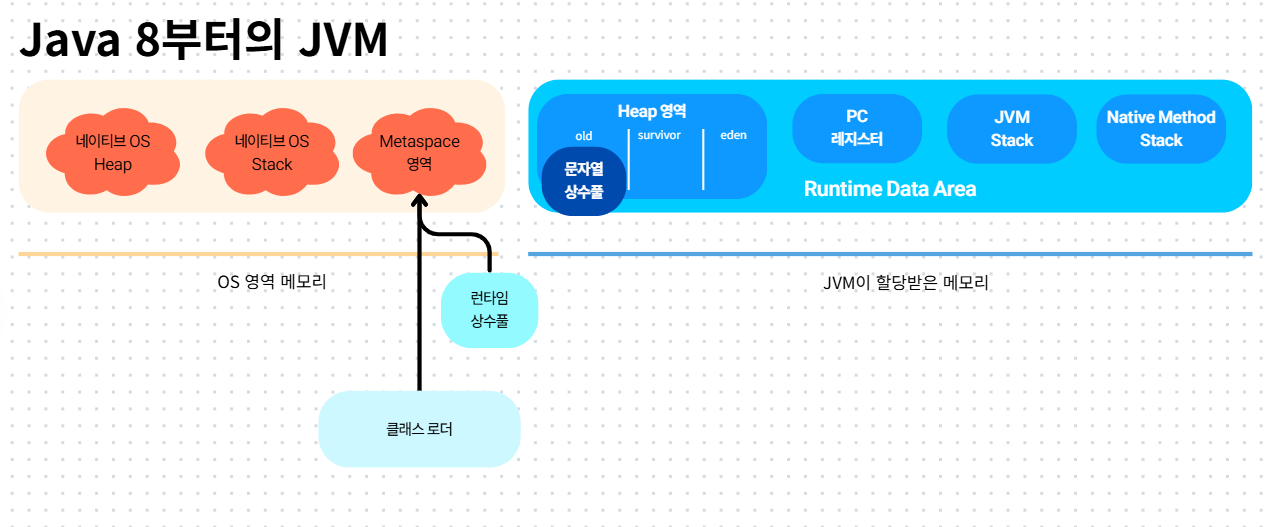 Java 8부터의 JVM
네이티브 OS
Heap
네이티브 OS
Stack
Metaspace
영역
Heap 영역
old
survivor
eden
문자열
상수풀
PC
레지스터
JVM
Stack
Native Method
Stack
Runtime Data Area
OS 영역 메모리
JVM이 할당받은 메모리
런타임
상수풀
클래스 로더